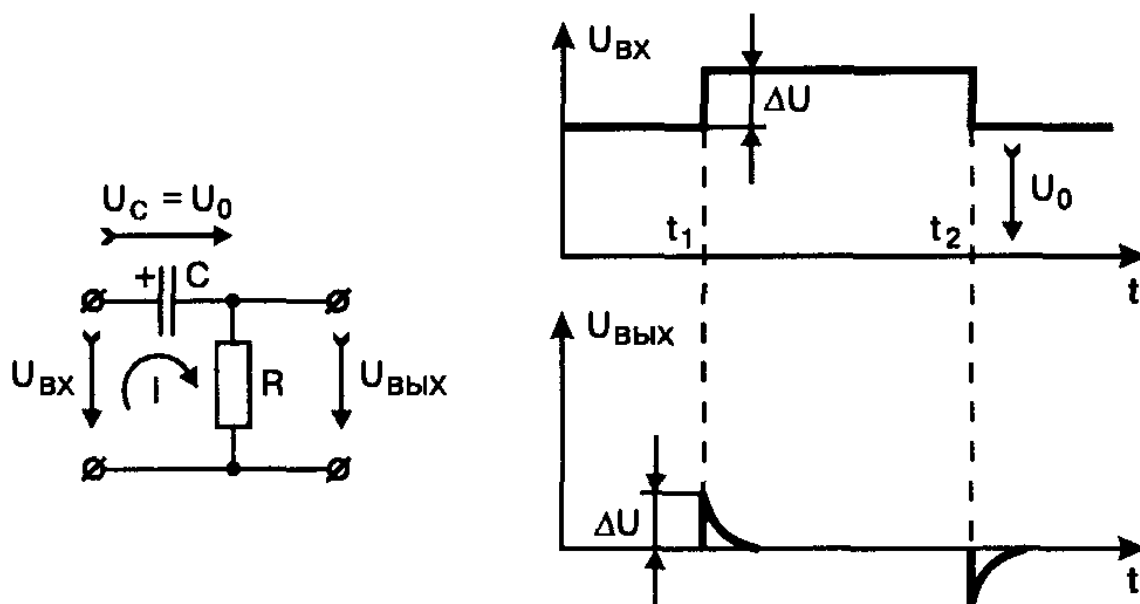 U_C = U_0
+ C
U_ВХ
i
R
U_ВЫХ
U_ВХ
ΔU
t_1
t_2
U_0
t
U_ВЫХ
ΔU
t